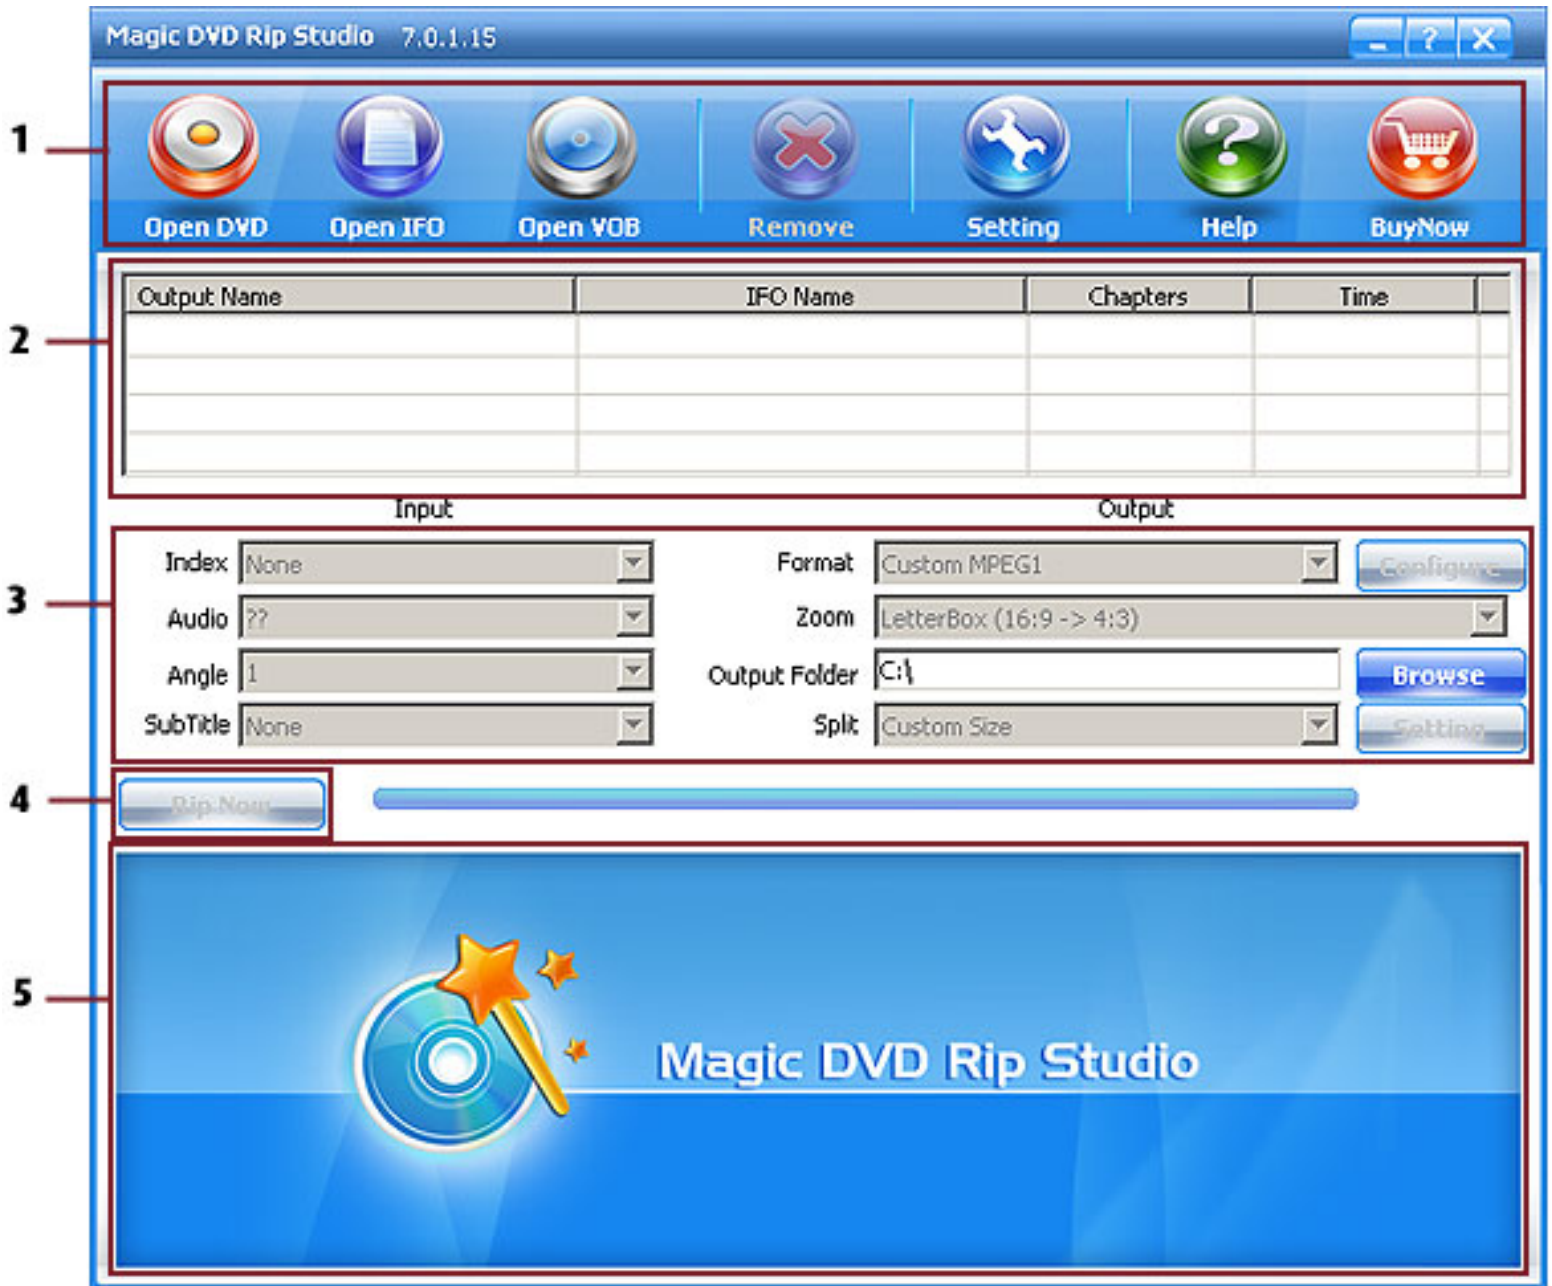 Magic DVD Rip Studio 7.0.1.15
1
Open DVD Open IFO Open VOB Remove Setting Help BuyNow
2
Output Name IFO Name Chapters Time
Input Output
3
Index None Format Custom MPEG1 Configure
Audio ?? Zoom LetterBox (16:9 -> 4:3)
Angle 1 Output Folder C:\ Browse
SubTitle None Split Custom Size Setting
4
Rip Now
5
Magic DVD Rip Studio